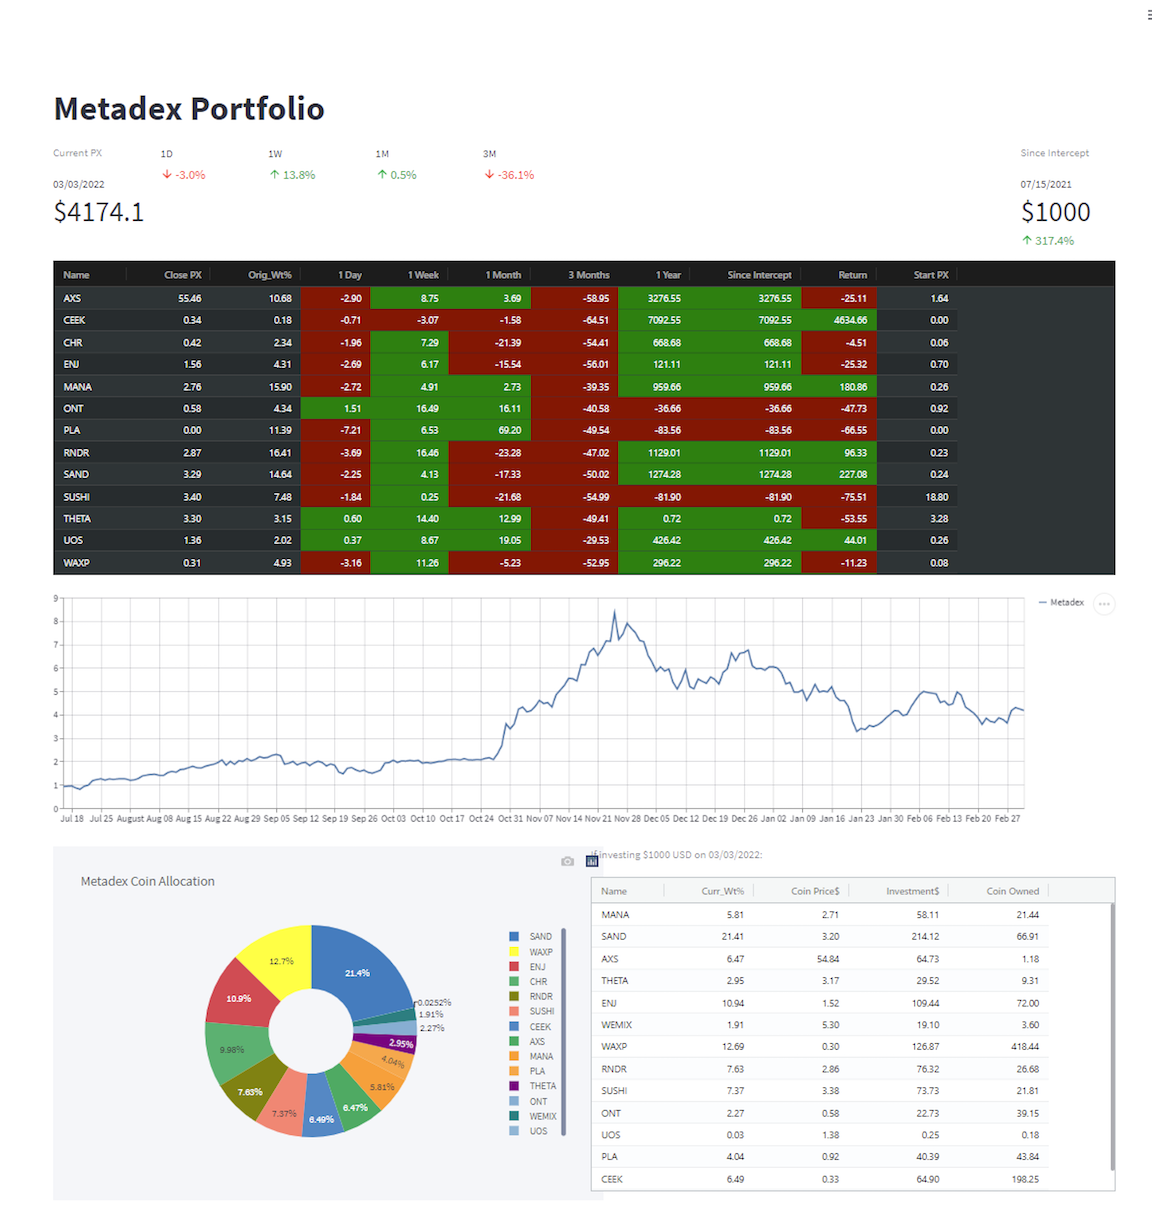 Metadex Portfolio
Current PX 1D 1W 1M 3M Since Intercept
-3.0% 13.8% 0.5% -36.1%
03/03/2022 07/15/2021
$4174.1 $1000
317.4%
Name Close PX Orig_Wt% 1 Day 1 Week 1 Month 3 Months 1 Year Since Intercept Return Start PX
AXS 55.46 10.68 -2.90 8.75 3.69 -58.95 3276.55 3276.55 -25.11 1.64
CEEK 0.34 0.18 -0.71 -3.07 -1.58 -64.51 7092.55 7092.55 4634.66 0.00
CHR 0.42 2.34 -1.96 7.29 -21.39 -54.41 668.68 668.68 -4.51 0.06
ENJ 1.56 4.31 -2.69 6.17 -15.54 -56.01 121.11 121.11 -25.32 0.70
MANA 2.76 15.90 -2.72 4.91 2.73 -39.35 959.66 959.66 180.86 0.26
ONT 0.58 4.34 1.51 16.49 16.11 -40.58 -36.66 -36.66 -47.73 0.92
PLA 0.00 11.39 -7.21 6.53 69.20 -49.54 -83.56 -83.56 -66.55 0.00
RNDR 2.87 16.41 -3.69 16.46 -23.28 -47.02 1129.01 1129.01 96.33 0.23
SAND 3.29 14.64 -2.25 4.13 -17.33 -50.02 1274.28 1274.28 227.08 0.24
SUSHI 3.40 7.48 -1.84 0.25 -21.68 -54.99 -81.90 -81.90 -75.51 18.80
THETA 3.30 3.15 0.60 14.40 12.99 -49.41 0.72 0.72 -53.55 3.28
UOS 1.36 2.02 0.37 8.67 19.05 -29.53 426.42 426.42 44.01 0.26
WAXP 0.31 4.93 -3.16 11.26 -5.23 -52.95 296.22 296.22 -11.23 0.08
9
8
7
6
5
4
3
2
1
0
Metadex
Jul 18 Jul 25 August Aug 08 Aug 15 Aug 22 Aug 29 Sep 05 Sep 12 Sep 19 Sep 26 Oct 03 Oct 10 Oct 17 Oct 24 Oct 31 Nov 07 Nov 14 Nov 21 Nov 28 Dec 05 Dec 12 Dec 19 Dec 26 Jan 02 Jan 09 Jan 16 Jan 23 Jan 30 Feb 06 Feb 13 Feb 20 Feb 27
Metadex Coin Allocation
21.4%
0.0252%
1.91%
2.27%
2.95%
4.04%
5.81%
6.47%
6.49%
7.37%
7.63%
9.98%
10.9%
12.7%
SAND
WAXP
ENJ
CHR
RNDR
SUSHI
CEEK
AXS
MANA
PLA
THETA
ONT
WEMIX
UOS
If investing $1000 USD on 03/03/2022:
Name Curr_Wt% Coin Price$ Investment$ Coin Owned
MANA 5.81 2.71 58.11 21.44
SAND 21.41 3.20 214.12 66.91
AXS 6.47 54.84 64.73 1.18
THETA 2.95 3.17 29.52 9.31
ENJ 10.94 1.52 109.44 72.00
WEMIX 1.91 5.30 19.10 3.60
WAXP 12.69 0.30 126.87 418.44
RNDR 7.63 2.86 76.32 26.68
SUSHI 7.37 3.38 73.73 21.81
ONT 2.27 0.58 22.73 39.15
UOS 0.03 1.38 0.25 0.18
PLA 4.04 0.92 40.39 43.84
CEEK 6.49 0.33 64.90 198.25